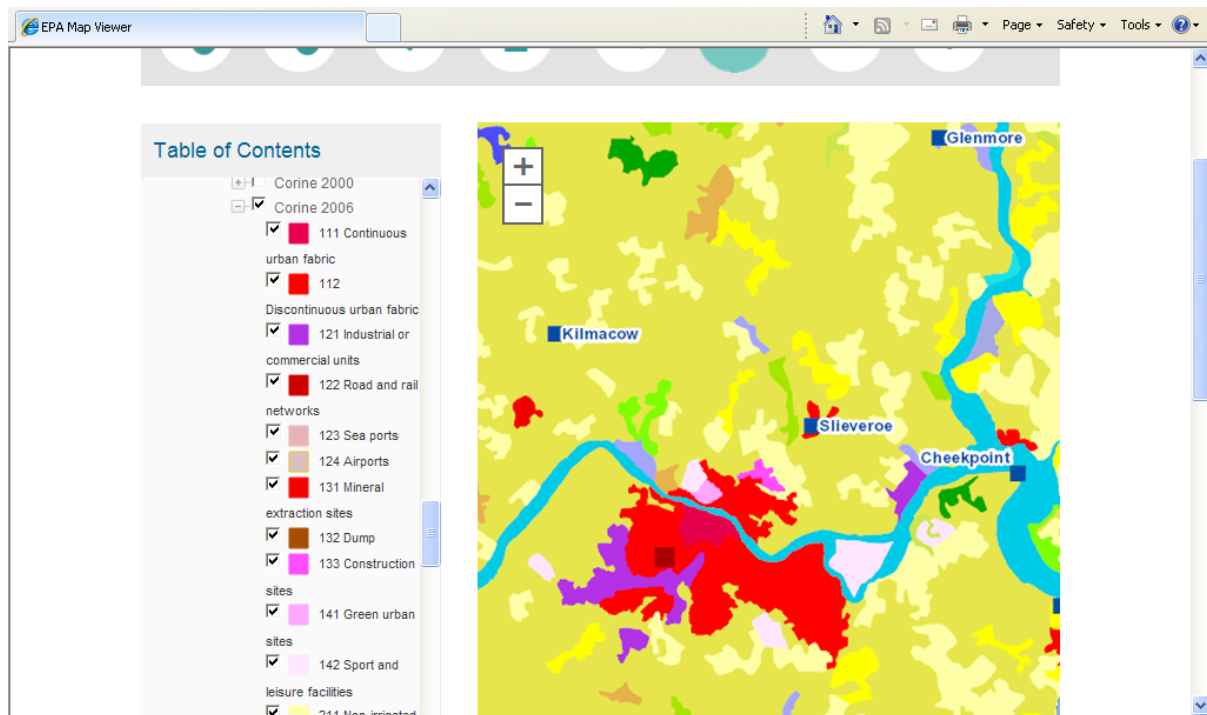 EPA Map Viewer
Page
Safety
Tools
Table of Contents
Corine 2000
Corine 2006
111 Continuous
urban fabric
112
Discontinuous urban fabric
121 Industrial or
commercial units
122 Road and rail
networks
123 Sea ports
124 Airports
131 Mineral
extraction sites
132 Dump
133 Construction
sites
141 Green urban
sites
142 Sport and
leisure facilities
211 Non-irrigated
+
−
Glenmore
Kilmacow
Slieveroe
Cheekpoint